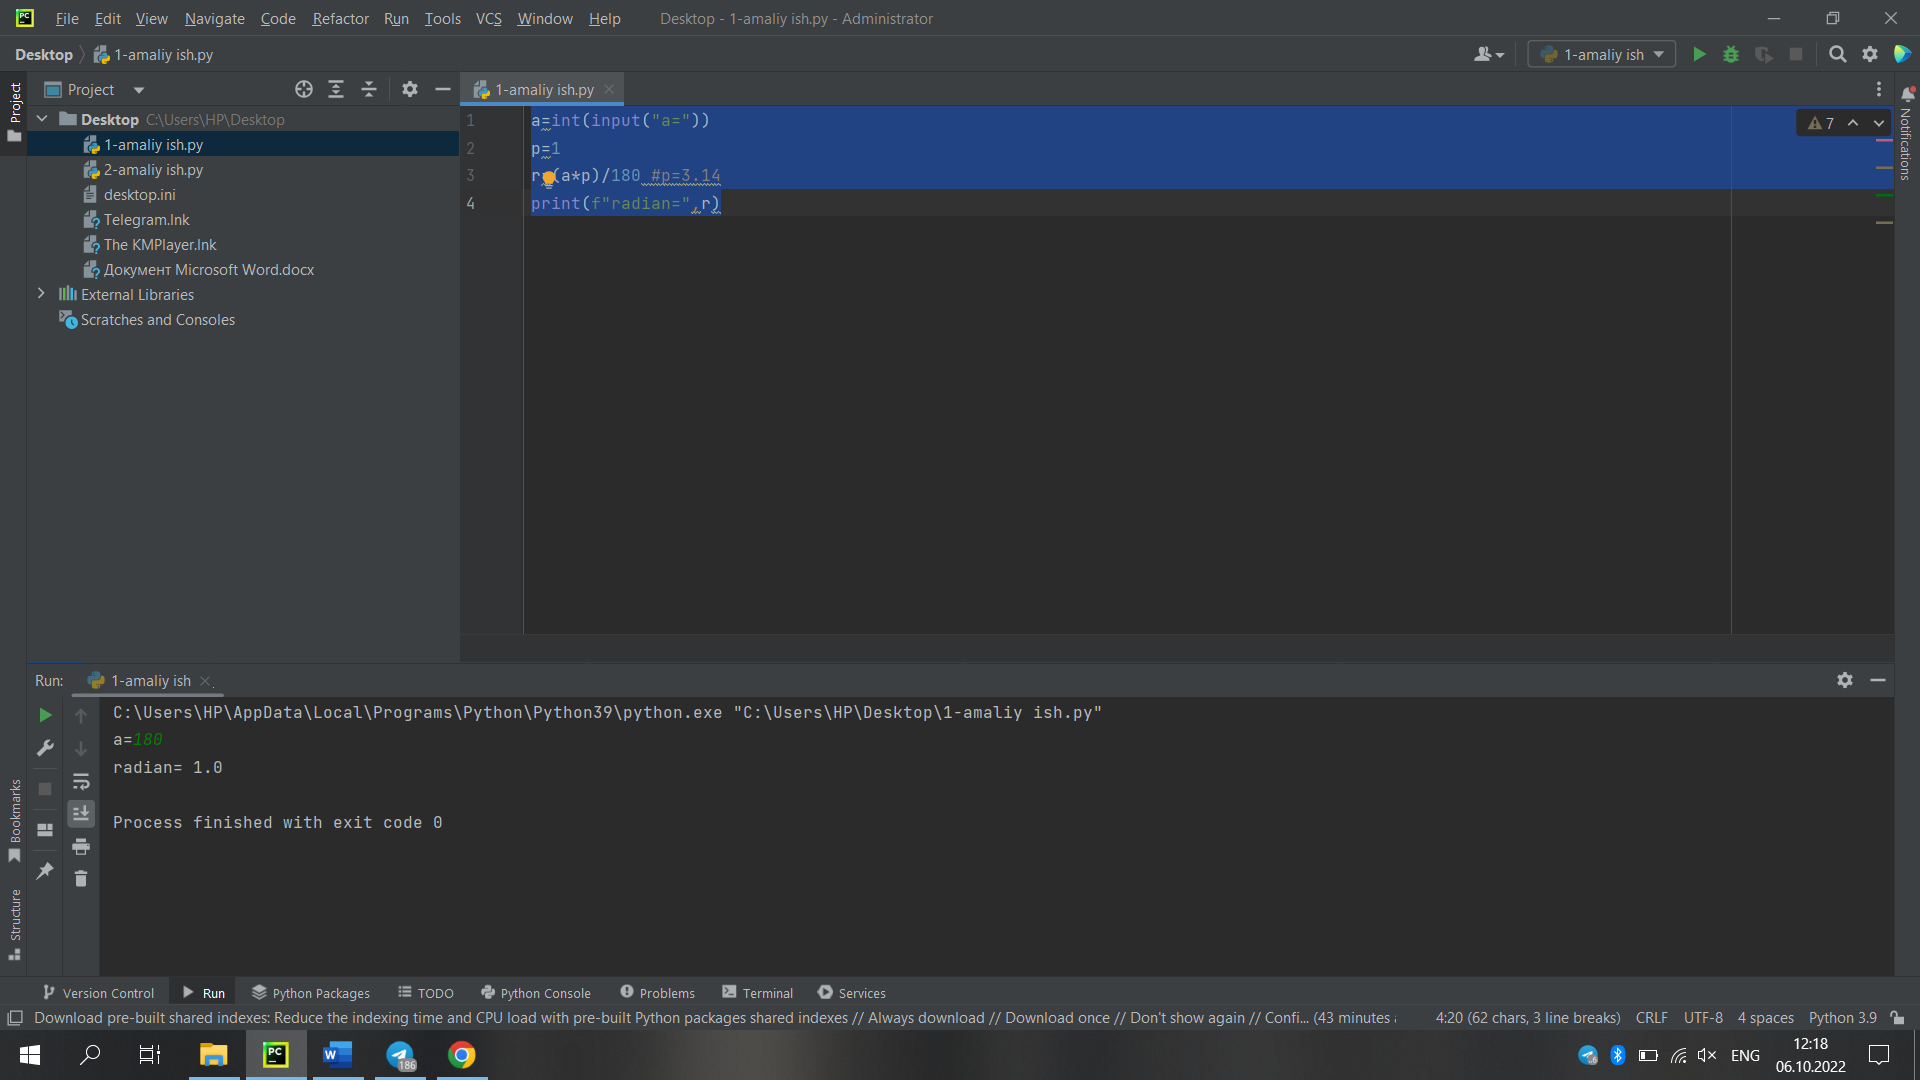 PC File Edit View Navigate Code Refactor Run Tools VCS Window Help Desktop - 1-amaliy ish.py - Administrator
Desktop 1-amaliy ish.py 1-amaliy ish
Project
Project
1-amaliy ish.py
Desktop C:\Users\HP\Desktop
1-amaliy ish.py
2-amaliy ish.py
desktop.ini
Telegram.lnk
The KMPlayer.lnk
Документ Microsoft Word.docx
External Libraries
Scratches and Consoles
1 a=int(input("a="))
2 p=1
3 r=(a*p)/180 #p=3.14
4 print(f"radian=",r)
7
Notifications
Run: 1-amaliy ish
C:\Users\HP\AppData\Local\Programs\Python\Python39\python.exe "C:\Users\HP\Desktop\1-amaliy ish.py"
a=180
radian= 1.0
Process finished with exit code 0
Bookmarks
Structure
Version Control Run Python Packages TODO Python Console Problems Terminal Services
Download pre-built shared indexes: Reduce the indexing time and CPU load with pre-built Python packages shared indexes // Always download // Download once // Don't show again // Confi... (43 minutes 4:20 (62 chars, 3 line breaks) CRLF UTF-8 4 spaces Python 3.9
PC W 186 ENG 12:18
06.10.2022